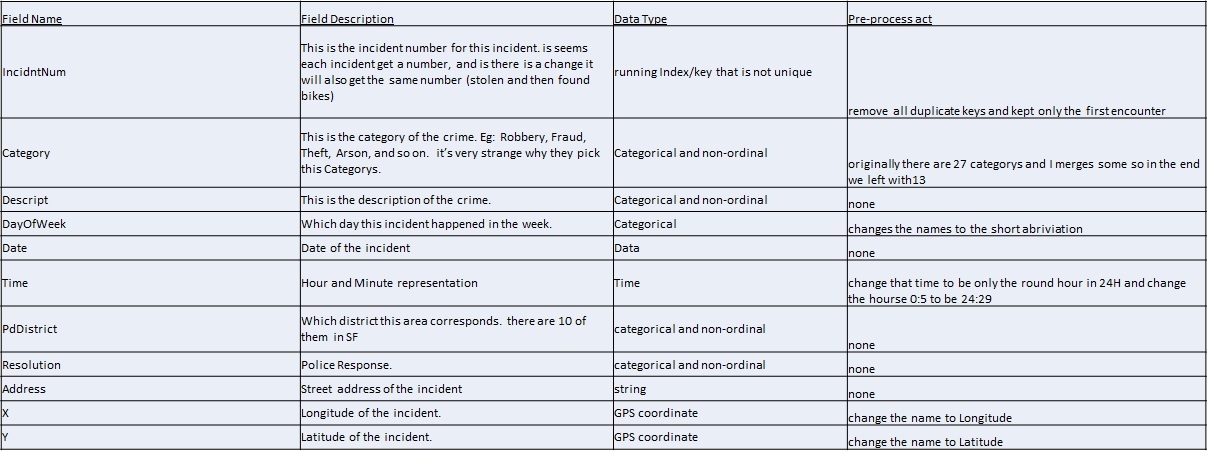 Field Name Field Description Data Type Pre-process act
This is the incident number for this incident. is seems
each incident get a number, and is there is a change it
will also get the same number (stolen and then found
bikes)
IncidntNum
running Index/key that is not unique
remove all duplicate keys and kept only the first encounter
This is the category of the crime. Eg: Robbery, Fraud,
Theft, Arson, and so on. it's very strange why they pick
this Categorys.
Category
Categorical and non-ordinal
originally there are 27 categorys and I merges some so in the end
we left with13
Descript This is the description of the crime. Categorical and non-ordinal none
DayOfWeek Which day this incident happened in the week. Categorical changes the names to the short abriviation
Date Date of the incident Data none
Time Hour and Minute representation Time change that time to be only the round hour in 24H and change
the hourse 0:5 to be 24:29
PdDistrict
Which district this area corresponds. there are 10 of
them in SF
categorical and non-ordinal
none
Resolution Police Response. categorical and non-ordinal none
Address Street address of the incident string none
X Longitude of the incident. GPS coordinate change the name to Longitude
Y Latitude of the incident. GPS coordinate change the name to Latitude